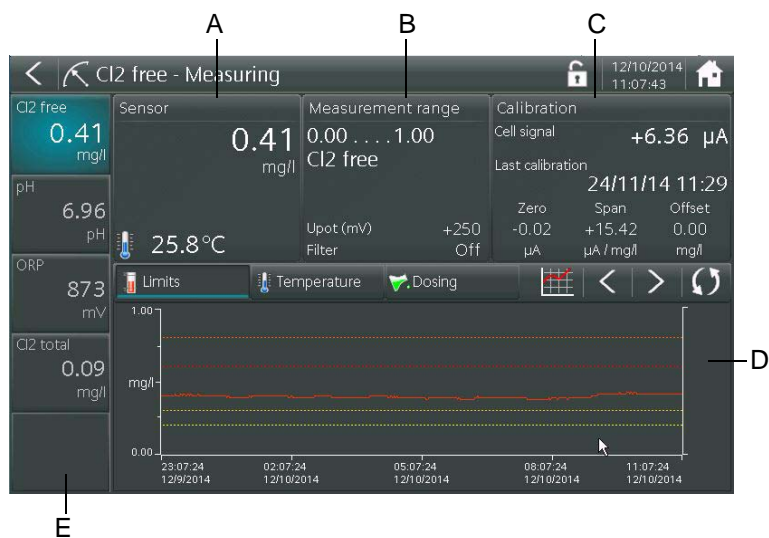 A B C
Cl2 free - Measuring 12/10/2014
11:07:43
Cl2 free
0.41
mg/l
pH
6.96
pH
ORP
873
mV
Cl2 total
0.09
mg/l
Sensor
0.41
mg/l
25.8°C
Measurement range
0.00 . . . . 1.00
Cl2 free
Upot (mV) +250
Filter Off
Calibration
Cell signal +6.36 µA
Last calibration
24/11/14 11:29
Zero Span Offset
-0.02 +15.42 0.00
µA µA / mg/l mg/l
Limits Temperature Dosing
1.00
mg/l
0.00
23:07:24 02:07:24 05:07:24 08:07:24 11:07:24
12/9/2014 12/10/2014 12/10/2014 12/10/2014 12/10/2014
D
E